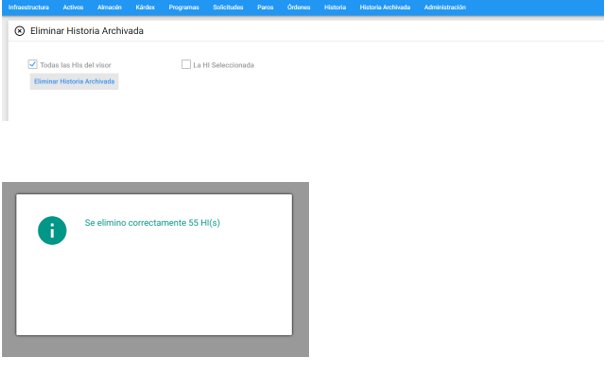 Infraestructura Activos Almacén Kárdex Programas Solicitudes Paros Órdenes Historia Historia Archivada Administración
Eliminar Historia Archivada
Todas las HIs del visor La HI Seleccionada
Eliminar Historia Archivada
Se elimino correctamente 55 HI(s)